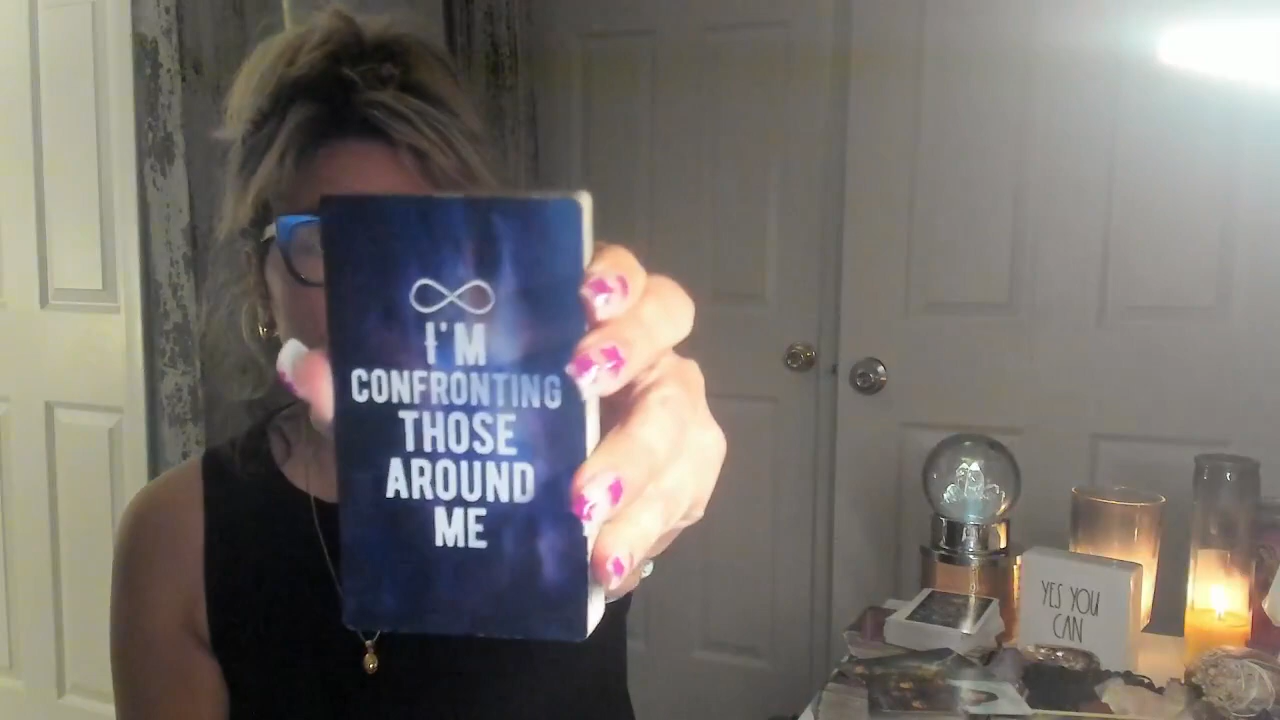 I'M
CONFRONTING
THOSE
AROUND
ME
YES YOU
CAN